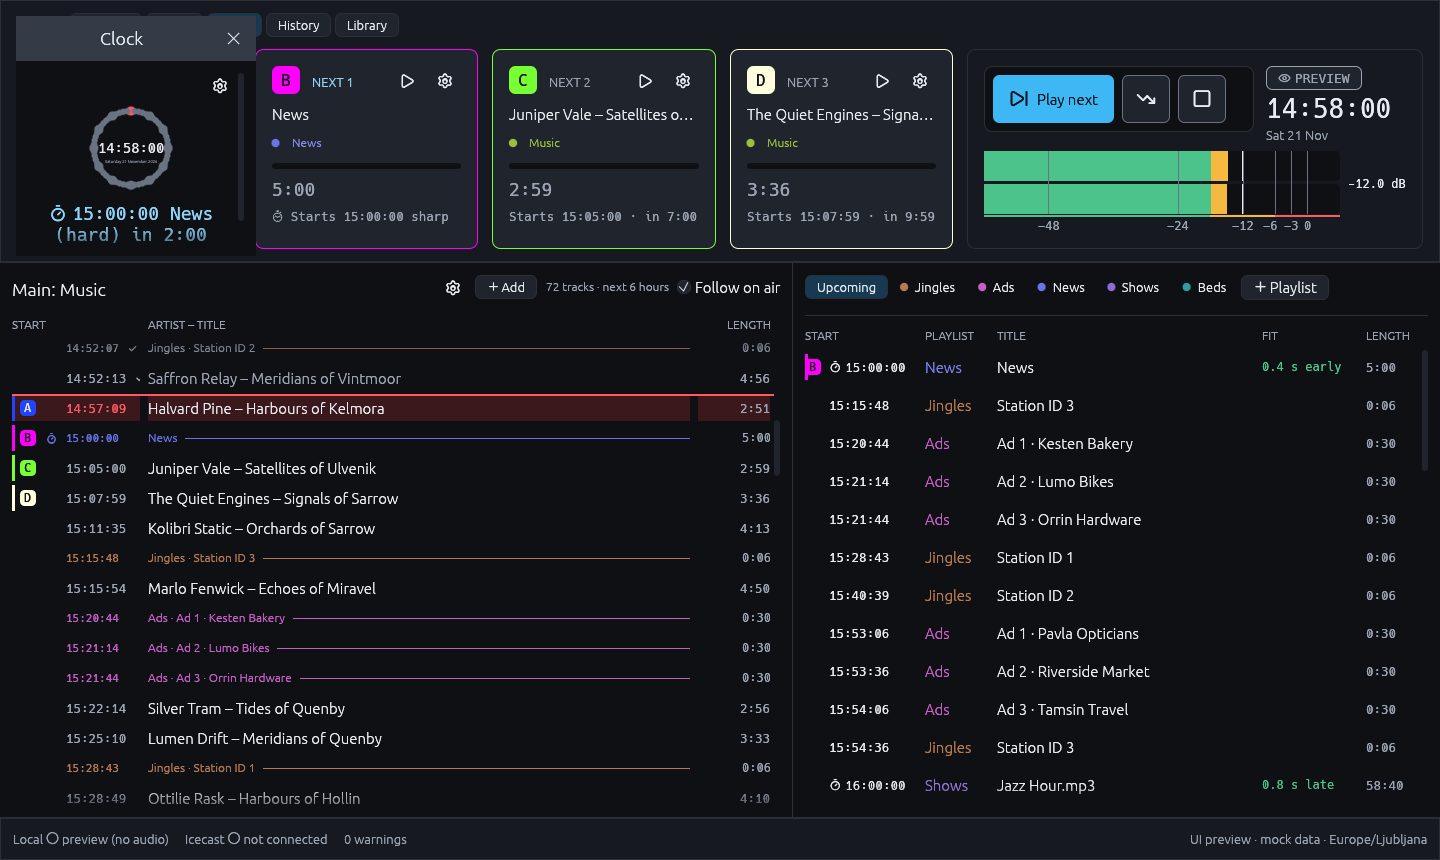 History Library
Clock
14:58:00
Saturday 21 November 2026
15:00:00 News
(hard) in 2:00
B NEXT 1
News
News
5:00
Starts 15:00:00 sharp
C NEXT 2
Juniper Vale – Satellites o…
Music
2:59
Starts 15:05:00 · in 7:00
D NEXT 3
The Quiet Engines – Signa…
Music
3:36
Starts 15:07:59 · in 9:59
Play next
PREVIEW
14:58:00
Sat 21 Nov
-12.0 dB
−48 −24 −12 −6 −3 0
Main: Music
+ Add 72 tracks · next 6 hours ✓ Follow on air
START ARTIST – TITLE LENGTH
14:52:07 ✓ Jingles · Station ID 2 0:06
14:52:13 Saffron Relay – Meridians of Vintmoor 4:56
A 14:57:09 Halvard Pine – Harbours of Kelmora 2:51
B 15:00:00 News 5:00
C 15:05:00 Juniper Vale – Satellites of Ulvenik 2:59
D 15:07:59 The Quiet Engines – Signals of Sarrow 3:36
15:11:35 Kolibri Static – Orchards of Sarrow 4:13
15:15:48 Jingles · Station ID 3 0:06
15:15:54 Marlo Fenwick – Echoes of Miravel 4:50
15:20:44 Ads · Ad 1 · Kesten Bakery 0:30
15:21:14 Ads · Ad 2 · Lumo Bikes 0:30
15:21:44 Ads · Ad 3 · Orrin Hardware 0:30
15:22:14 Silver Tram – Tides of Quenby 2:56
15:25:10 Lumen Drift – Meridians of Quenby 3:33
15:28:43 Jingles · Station ID 1 0:06
15:28:49 Ottilie Rask – Harbours of Hollin 4:10
Upcoming Jingles Ads News Shows Beds + Playlist
START PLAYLIST TITLE FIT LENGTH
B 15:00:00 News News 0.4 s early 5:00
15:15:48 Jingles Station ID 3 0:06
15:20:44 Ads Ad 1 · Kesten Bakery 0:30
15:21:14 Ads Ad 2 · Lumo Bikes 0:30
15:21:44 Ads Ad 3 · Orrin Hardware 0:30
15:28:43 Jingles Station ID 1 0:06
15:40:39 Jingles Station ID 2 0:06
15:53:06 Ads Ad 1 · Pavla Opticians 0:30
15:53:36 Ads Ad 2 · Riverside Market 0:30
15:54:06 Ads Ad 3 · Tamsin Travel 0:30
15:54:36 Jingles Station ID 3 0:06
16:00:00 Shows Jazz Hour.mp3 0.8 s late 58:40
Local preview (no audio) Icecast not connected 0 warnings
UI preview · mock data · Europe/Ljubljana